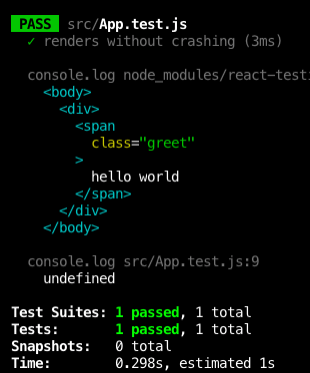 PASS src/App.test.js
✓ renders without crashing (3ms)
console.log node_modules/react-test
<body>
<div>
<span
class="greet"
>
hello world
</span>
</div>
</body>
console.log src/App.test.js:9
undefined
Test Suites: 1 passed, 1 total
Tests: 1 passed, 1 total
Snapshots: 0 total
Time: 0.298s, estimated 1s